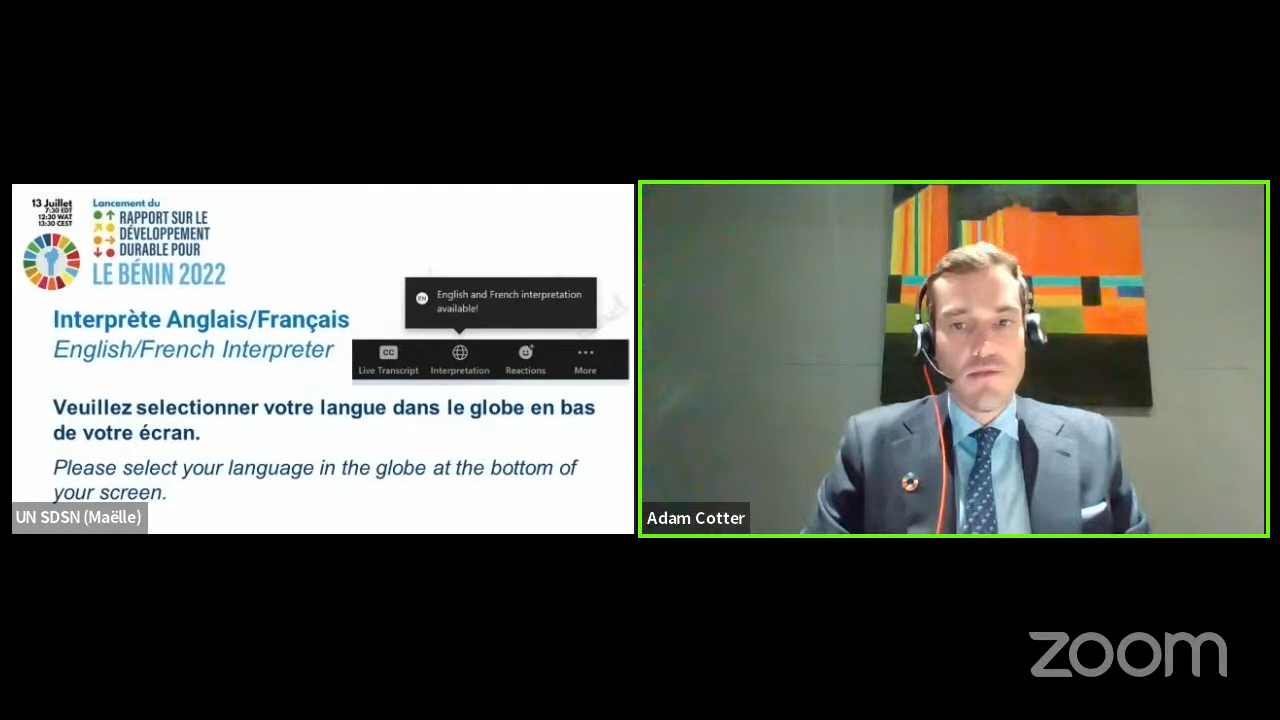 13 Juillet
7:30 EDT
12:30 WAT
13:30 CEST
Lancement du
RAPPORT SUR LE
DÉVELOPPEMENT
DURABLE POUR
LE BÉNIN 2022
EN
English and French interpretation
available!
Interprète Anglais/Français
English/French Interpreter
CC
Live Transcript
Interpretation
Reactions
More
Veuillez selectionner votre langue dans le globe en bas
de votre écran.
Please select your language in the globe at the bottom of
your screen.
UN SDSN (Maëlle)
Adam Cotter
zoom